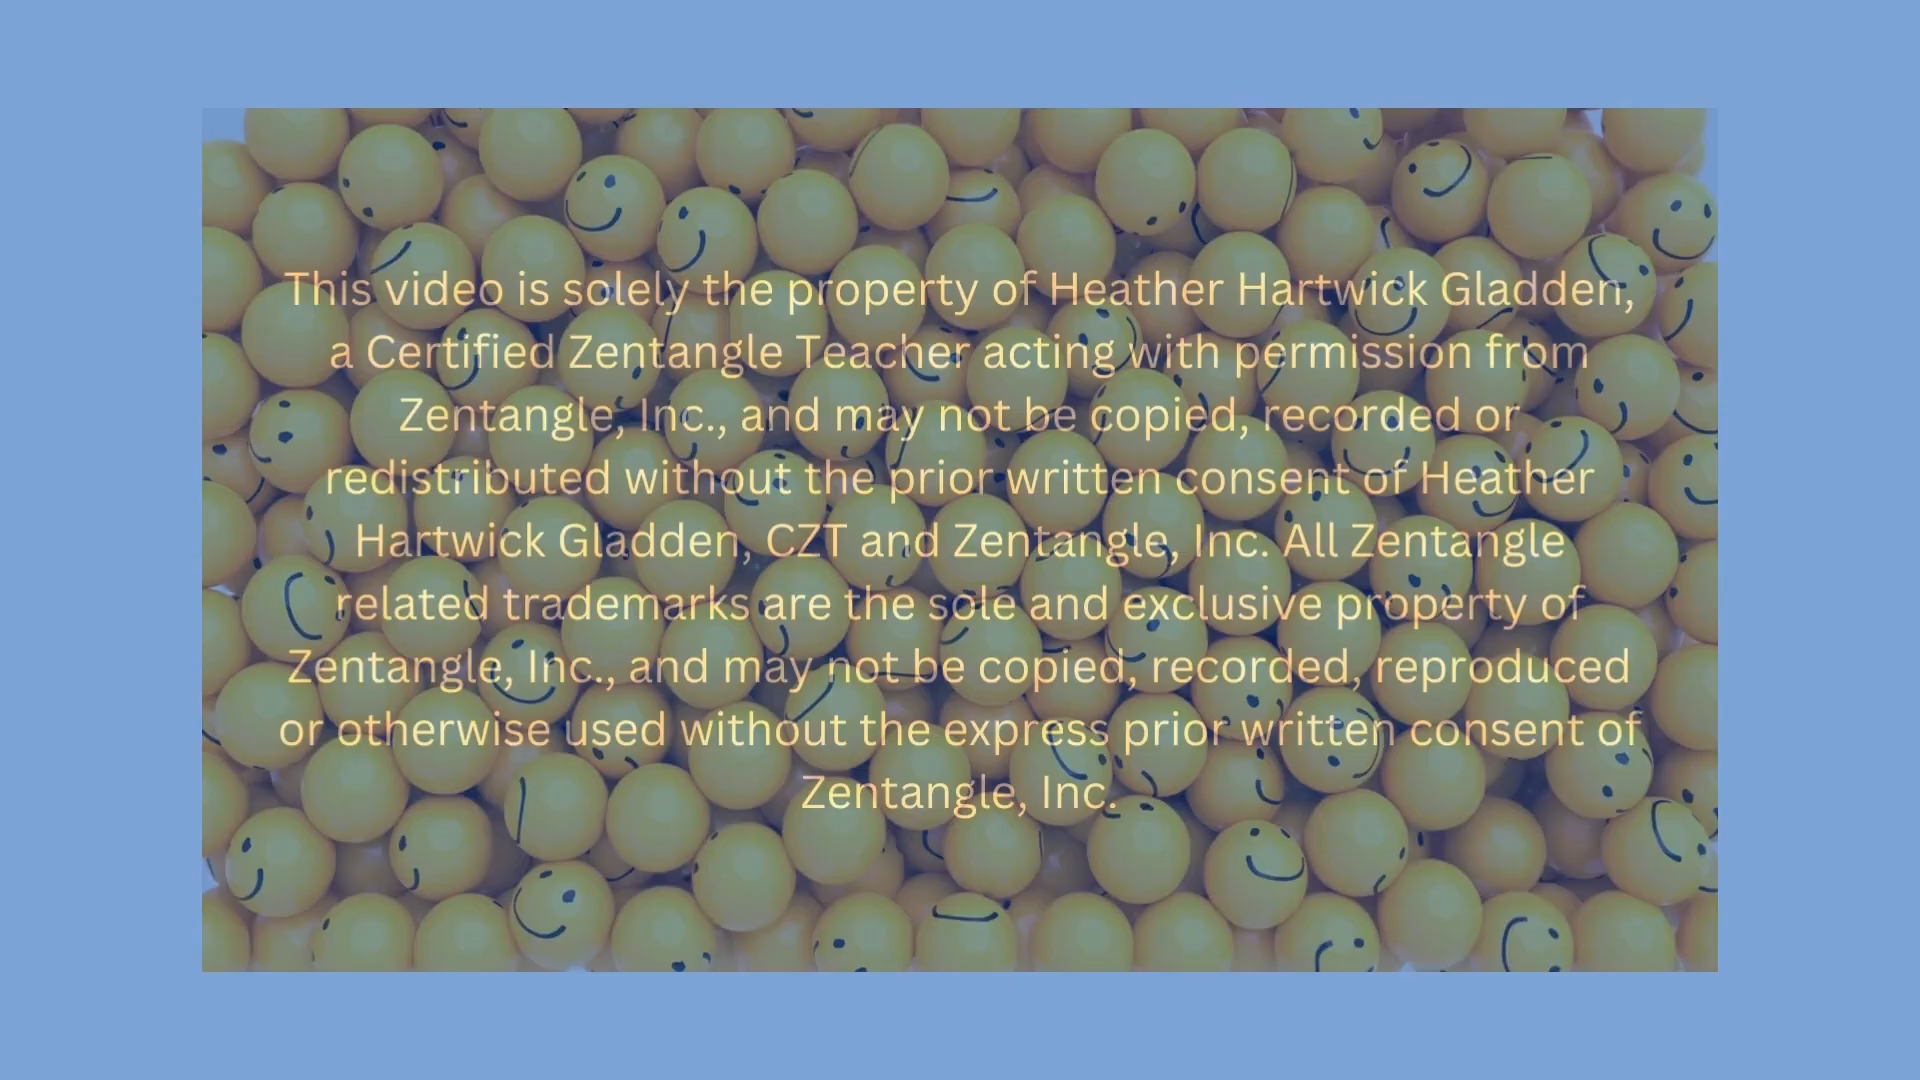 This video is solely the property of Heather Hartwick Gladden,
a Certified Zentangle Teacher acting with permission from
Zentangle, Inc., and may not be copied, recorded or
redistributed without the prior written consent of Heather
Hartwick Gladden, CZT and Zentangle, Inc. All Zentangle
related trademarks are the sole and exclusive property of
Zentangle, Inc., and may not be copied, recorded, reproduced
or otherwise used without the express prior written consent of
Zentangle, Inc.